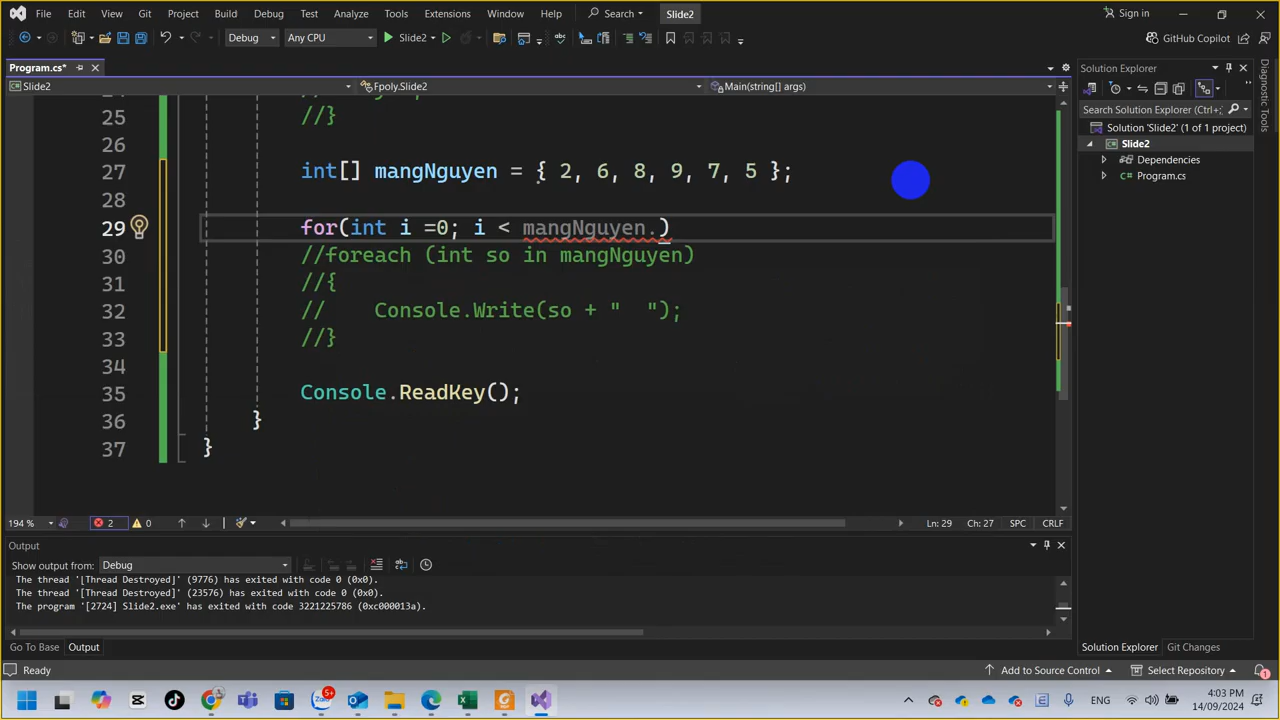 File Edit View Git Project Build Debug Test Analyze Tools Extensions Window Help Search Slide2 Sign in
Debug Any CPU Slide2 GitHub Copilot
Program.cs* Solution Explorer
Slide2 Fpoly.Slide2 Main(string[] args)
Search Solution Explorer (Ctrl+;
Solution 'Slide2' (1 of 1 project)
Slide2
Dependencies
Program.cs
Diagnostic Tools
25 //}
26
27 int[] mangNguyen = { 2, 6, 8, 9, 7, 5 };
28
29 for(int i =0; i < mangNguyen.)
30 //foreach (int so in mangNguyen)
31 //{
32 //    Console.Write(so + "  ");
33 //}
34
35 Console.ReadKey();
36 }
37 }
194 % 2 0 Ln: 29 Ch: 27 SPC CRLF
Output
Show output from: Debug
The thread '[Thread Destroyed]' (9776) has exited with code 0 (0x0).
The thread '[Thread Destroyed]' (23576) has exited with code 0 (0x0).
The program '[2724] Slide2.exe' has exited with code 3221225786 (0xc000013a).
Go To Base Output Solution Explorer Git Changes
Ready Add to Source Control Select Repository 1
5+ Zalo ENG 4:03 PM
14/09/2024